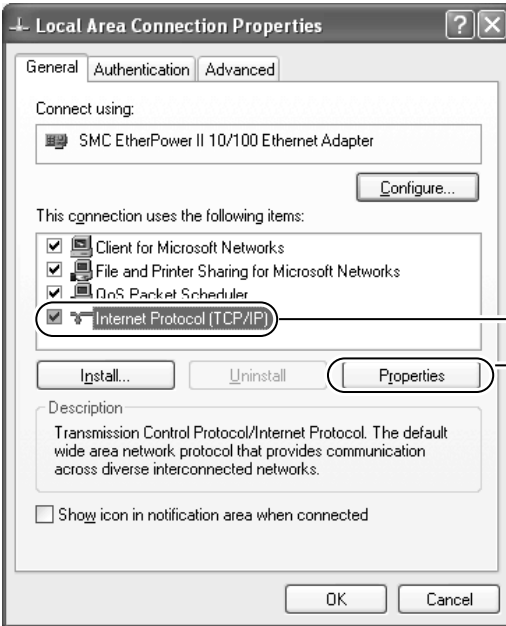 Local Area Connection Properties
General Authentication Advanced
Connect using:
SMC EtherPower II 10/100 Ethernet Adapter
Configure...
This connection uses the following items:
Client for Microsoft Networks
File and Printer Sharing for Microsoft Networks
QoS Packet Scheduler
Internet Protocol (TCP/IP)
Install... Uninstall Properties
Description
Transmission Control Protocol/Internet Protocol. The default
wide area network protocol that provides communication
across diverse interconnected networks.
Show icon in notification area when connected
OK Cancel